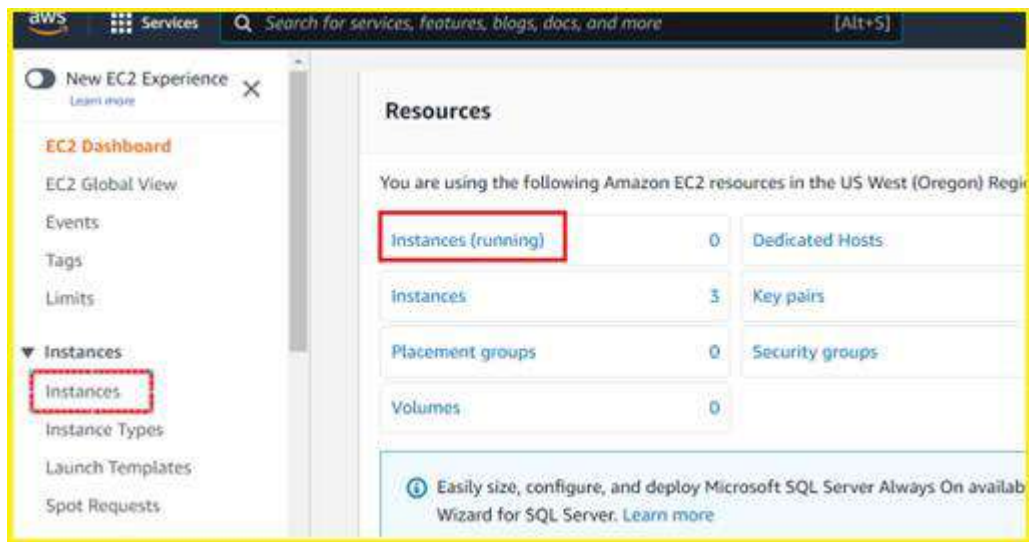 aws
Services
Search for services, features, blogs, docs, and more
[Alt+S]
New EC2 Experience
Learn more
EC2 Dashboard
EC2 Global View
Events
Tags
Limits
Instances
Instances
Instance Types
Launch Templates
Spot Requests
Resources
You are using the following Amazon EC2 resources in the US West (Oregon) Regi
Instances (running) 0
Dedicated Hosts
Instances 3
Key pairs
Placement groups 0
Security groups
Volumes 0
Easily size, configure, and deploy Microsoft SQL Server Always On availab
Wizard for SQL Server. Learn more